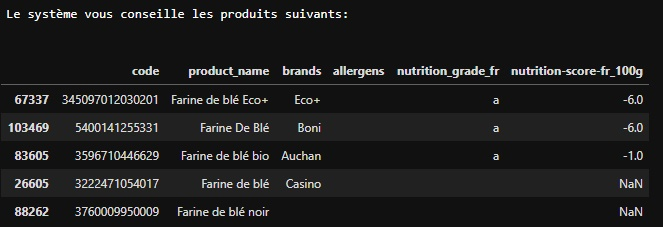 Le système vous conseille les produits suivants:
code product_name brands allergens nutrition_grade_fr nutrition-score-fr_100g
67337 345097012030201 Farine de blé Eco+ Eco+ a -6.0
103469 5400141255331 Farine De Blé Boni a -6.0
83605 3596710446629 Farine de blé bio Auchan a -1.0
26605 3222471054017 Farine de blé Casino NaN
88262 3760009950009 Farine de blé noir NaN